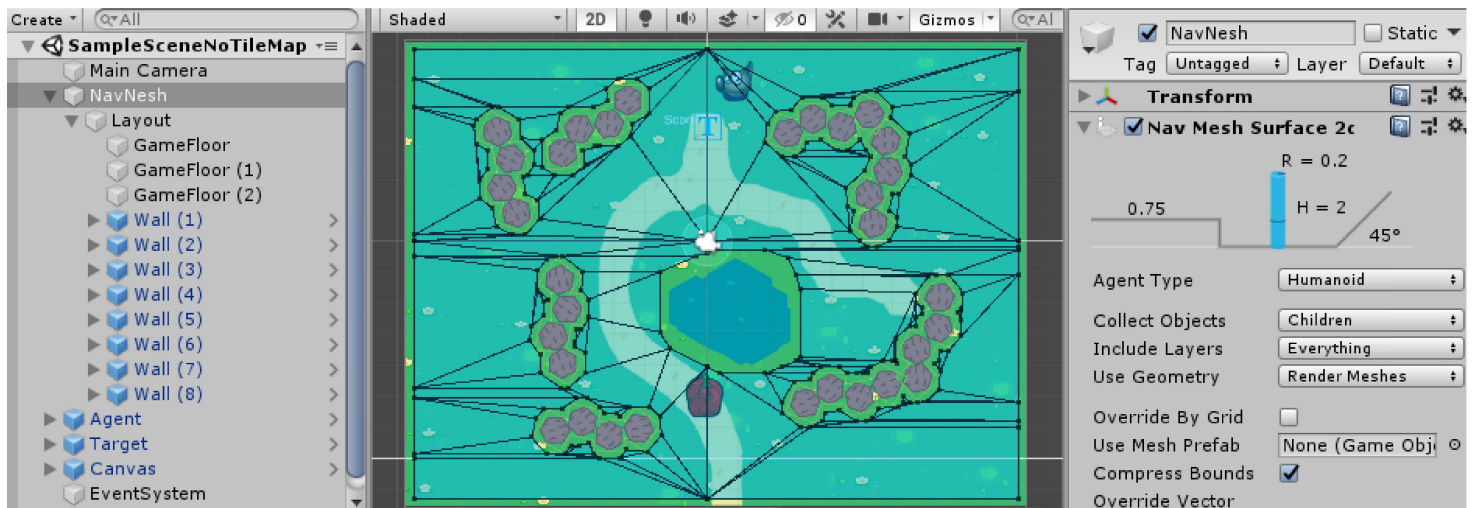 Create
All
SampleSceneNoTileMap
Main Camera
NavNesh
Layout
GameFloor
GameFloor (1)
GameFloor (2)
Wall (1)
Wall (2)
Wall (3)
Wall (4)
Wall (5)
Wall (6)
Wall (7)
Wall (8)
Agent
Target
Canvas
EventSystem
Shaded
2D
0
Gizmos
Al
T
NavNesh
Static
Tag Untagged Layer Default
Transform
Nav Mesh Surface 2c
R = 0.2
0.75
H = 2
45°
Agent Type Humanoid
Collect Objects Children
Include Layers Everything
Use Geometry Render Meshes
Override By Grid
Use Mesh Prefab None (Game Obj
Compress Bounds
Override Vector